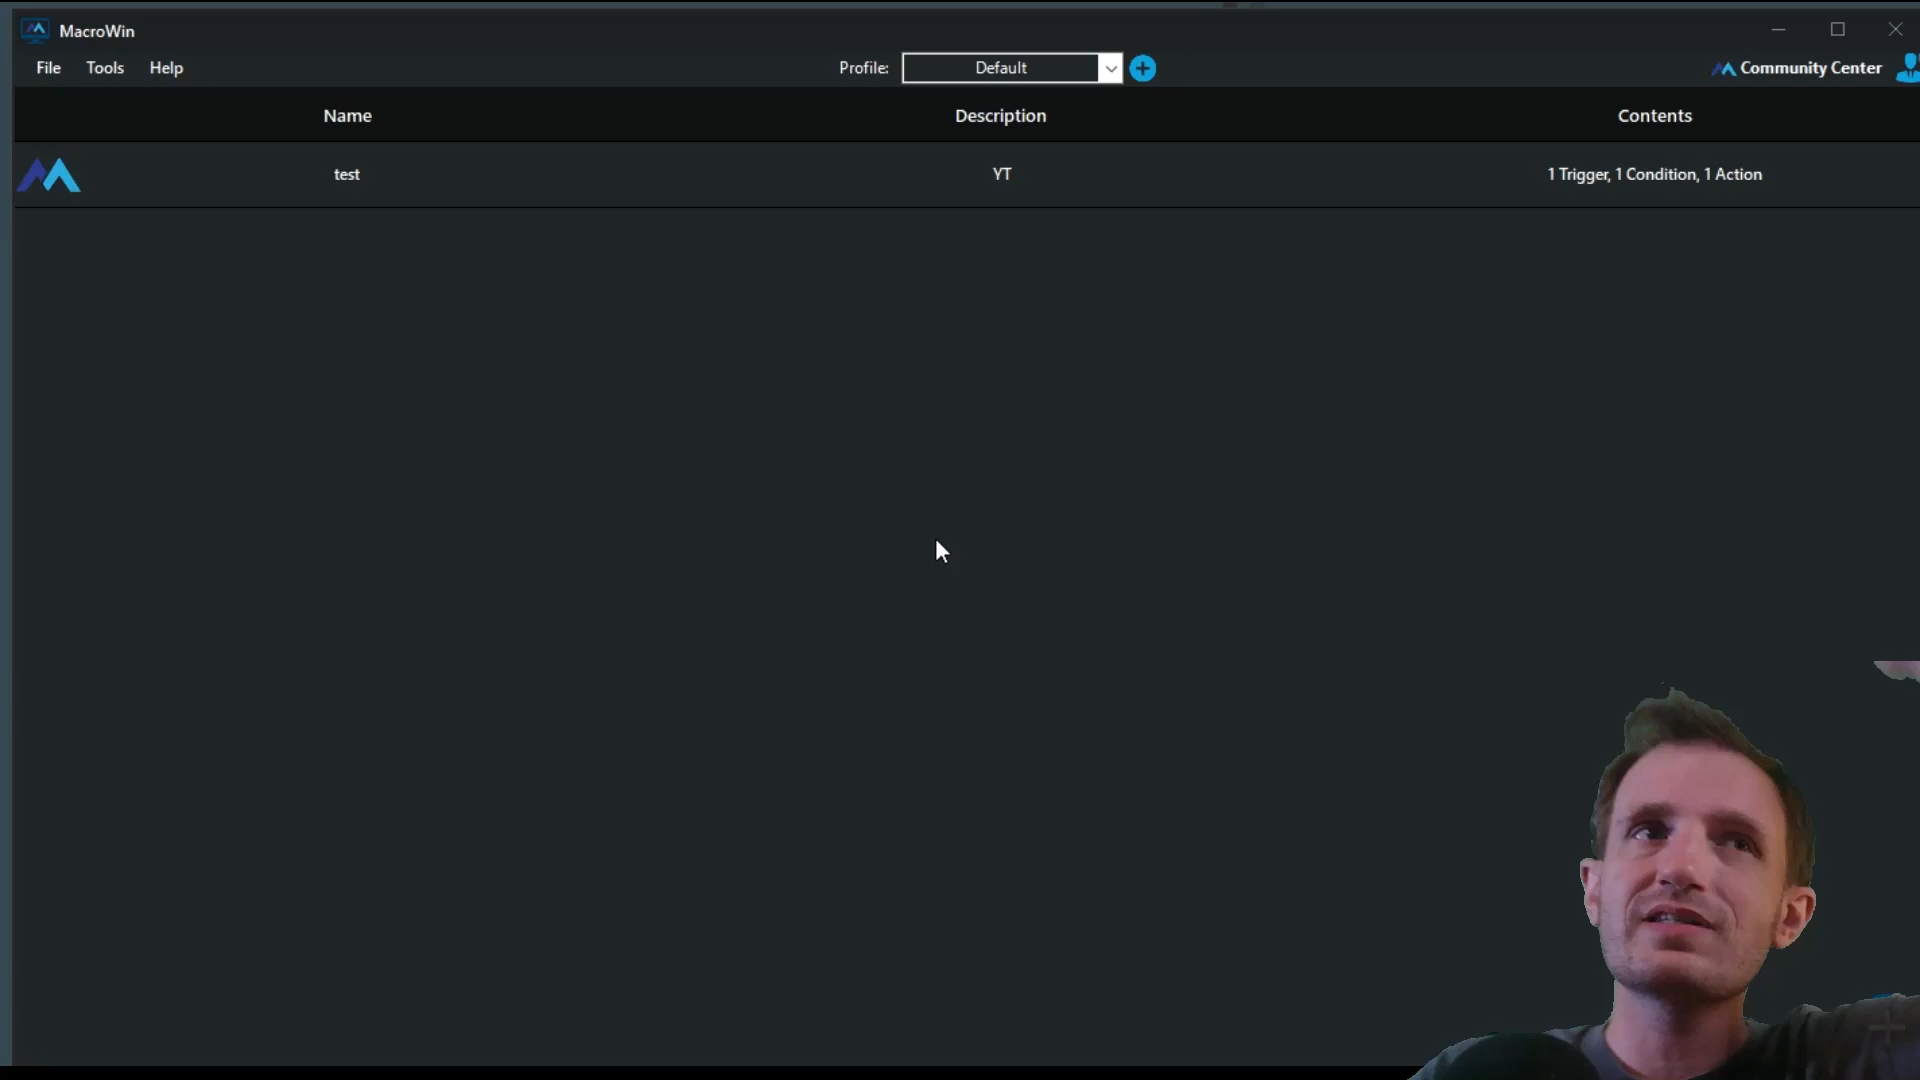 MacroWin
File Tools Help Profile: Default Community Center
Name Description Contents
test YT 1 Trigger, 1 Condition, 1 Action